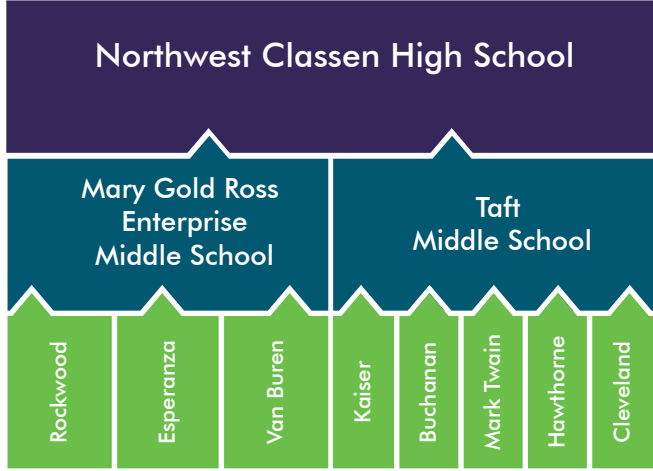 Northwest Classen High School
Mary Gold Ross
Enterprise
Middle School
Taft
Middle School
Rockwood
Esperanza
Van Buren
Kaiser
Buchanan
Mark Twain
Hawthorne
Cleveland